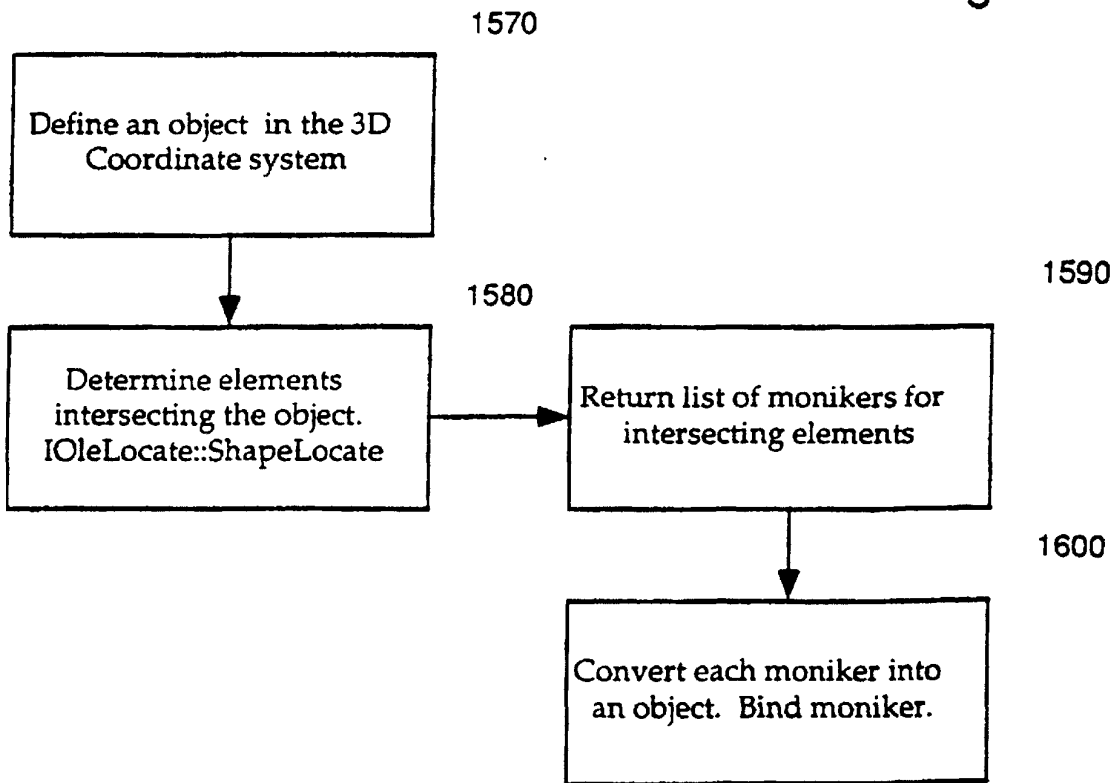 1570
Define an object in the 3D
Coordinate system
1580
Determine elements
intersecting the object.
IOleLocate::ShapeLocate
1590
Return list of monikers for
intersecting elements
1600
Convert each moniker into
an object. Bind moniker.